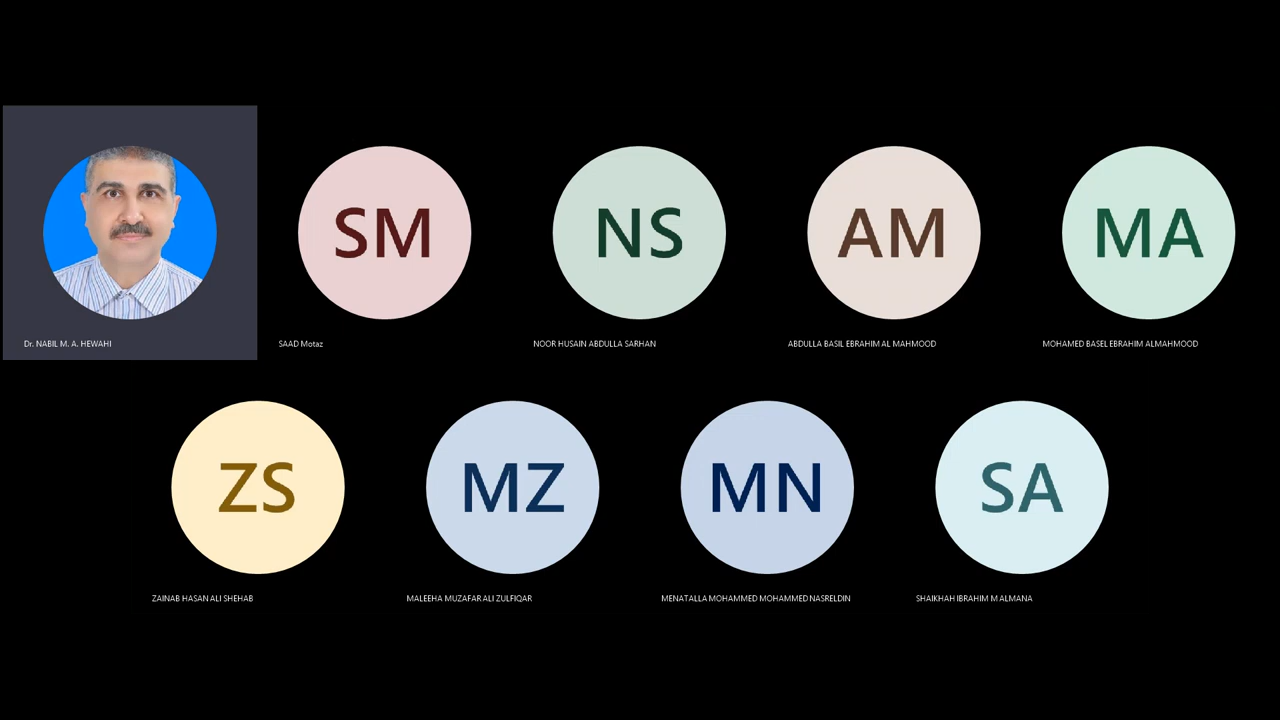 SM
NS
AM
MA
Dr. NABIL M. A. HEWAHI
SAAD Motaz
NOOR HUSAIN ABDULLA SARHAN
ABDULLA BASIL EBRAHIM AL MAHMOOD
MOHAMED BASEL EBRAHIM ALMAHMOOD
ZS
MZ
MN
SA
ZAINAB HASAN ALI SHEHAB
MALEEHA MUZAFAR ALI ZULFIQAR
MENATALLA MOHAMMED MOHAMMED NASRELDIN
SHAIKHAH IBRAHIM M ALMANA